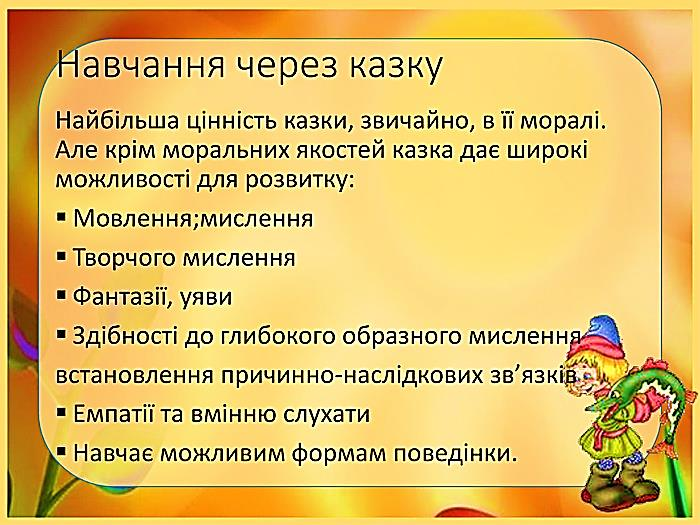 Навчання через казку
Найбільша цінність казки, звичайно, в її моралі.
Але крім моральних якостей казка дає широкі
можливості для розвитку:
▪ Мовлення;мислення
▪ Творчого мислення
▪ Фантазії, уяви
▪ Здібності до глибокого образного мислення
встановлення причинно-наслідкових зв’язків
▪ Емпатії та вмінню слухати
▪ Навчає можливим формам поведінки.